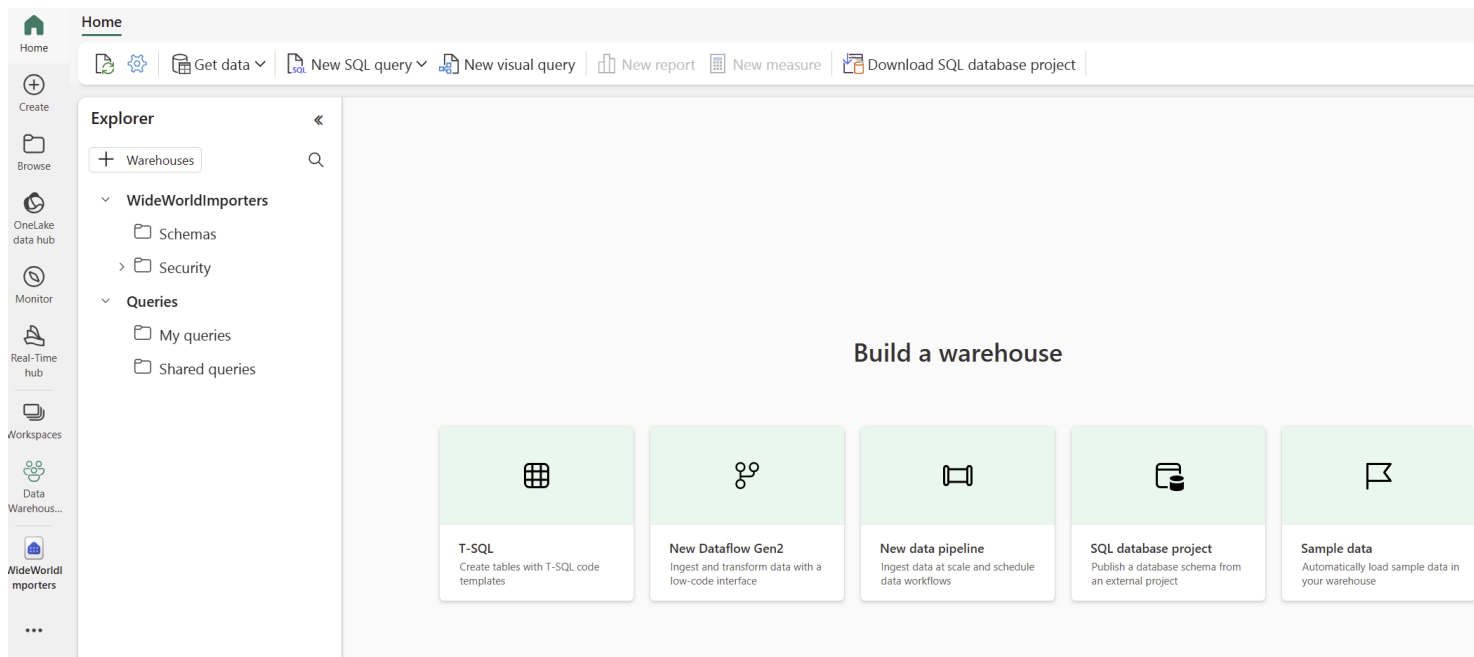 Home
Home
Get data
New SQL query
New visual query
New report
New measure
Download SQL database project
Create
Browse
OneLake
data hub
Monitor
Real-Time
hub
Workspaces
Data
Warehous...
WideWorldI
mporters
Explorer
Warehouses
WideWorldImporters
Schemas
Security
Queries
My queries
Shared queries
Build a warehouse
T-SQL
Create tables with T-SQL code
templates
New Dataflow Gen2
Ingest and transform data with a
low-code interface
New data pipeline
Ingest data at scale and schedule
data workflows
SQL database project
Publish a database schema from
an external project
Sample data
Automatically load sample data in
your warehouse